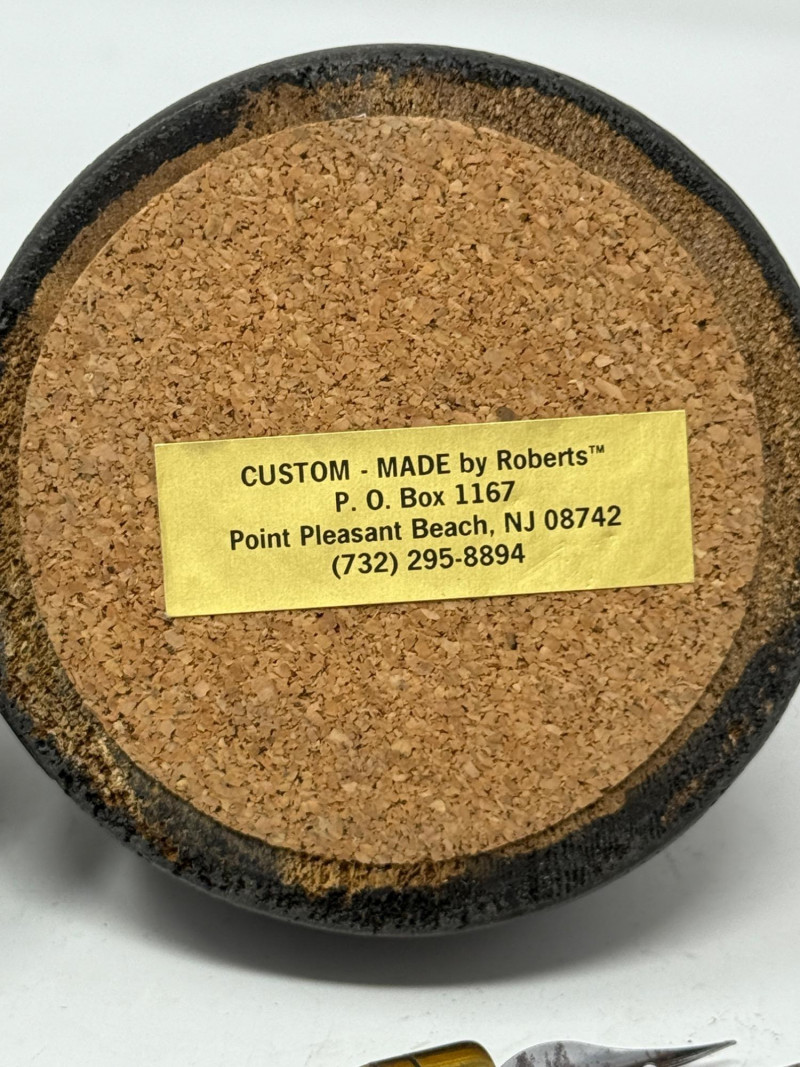 CUSTOM - MADE by Roberts™
P. O. Box 1167
Point Pleasant Beach, NJ 08742
(732) 295-8894